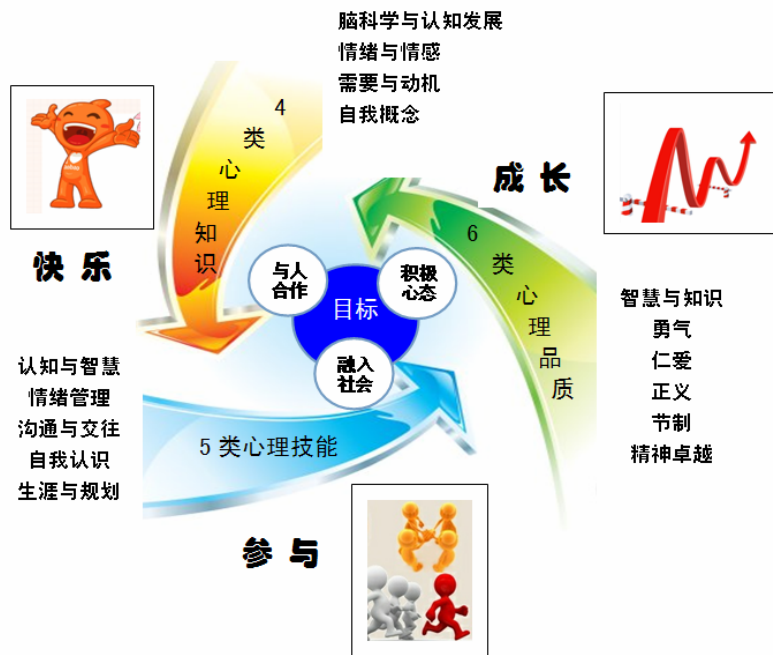 脑科学与认知发展
情绪与情感
需要与动机
自我概念
4类心理知识
成长
6类心理品质
快乐
与人
合作
积极
心态
目标
融入
社会
智慧与知识
勇气
仁爱
正义
节制
精神卓越
认知与智慧
情绪管理
沟通与交往
自我认识
生涯与规划
5类心理技能
参与